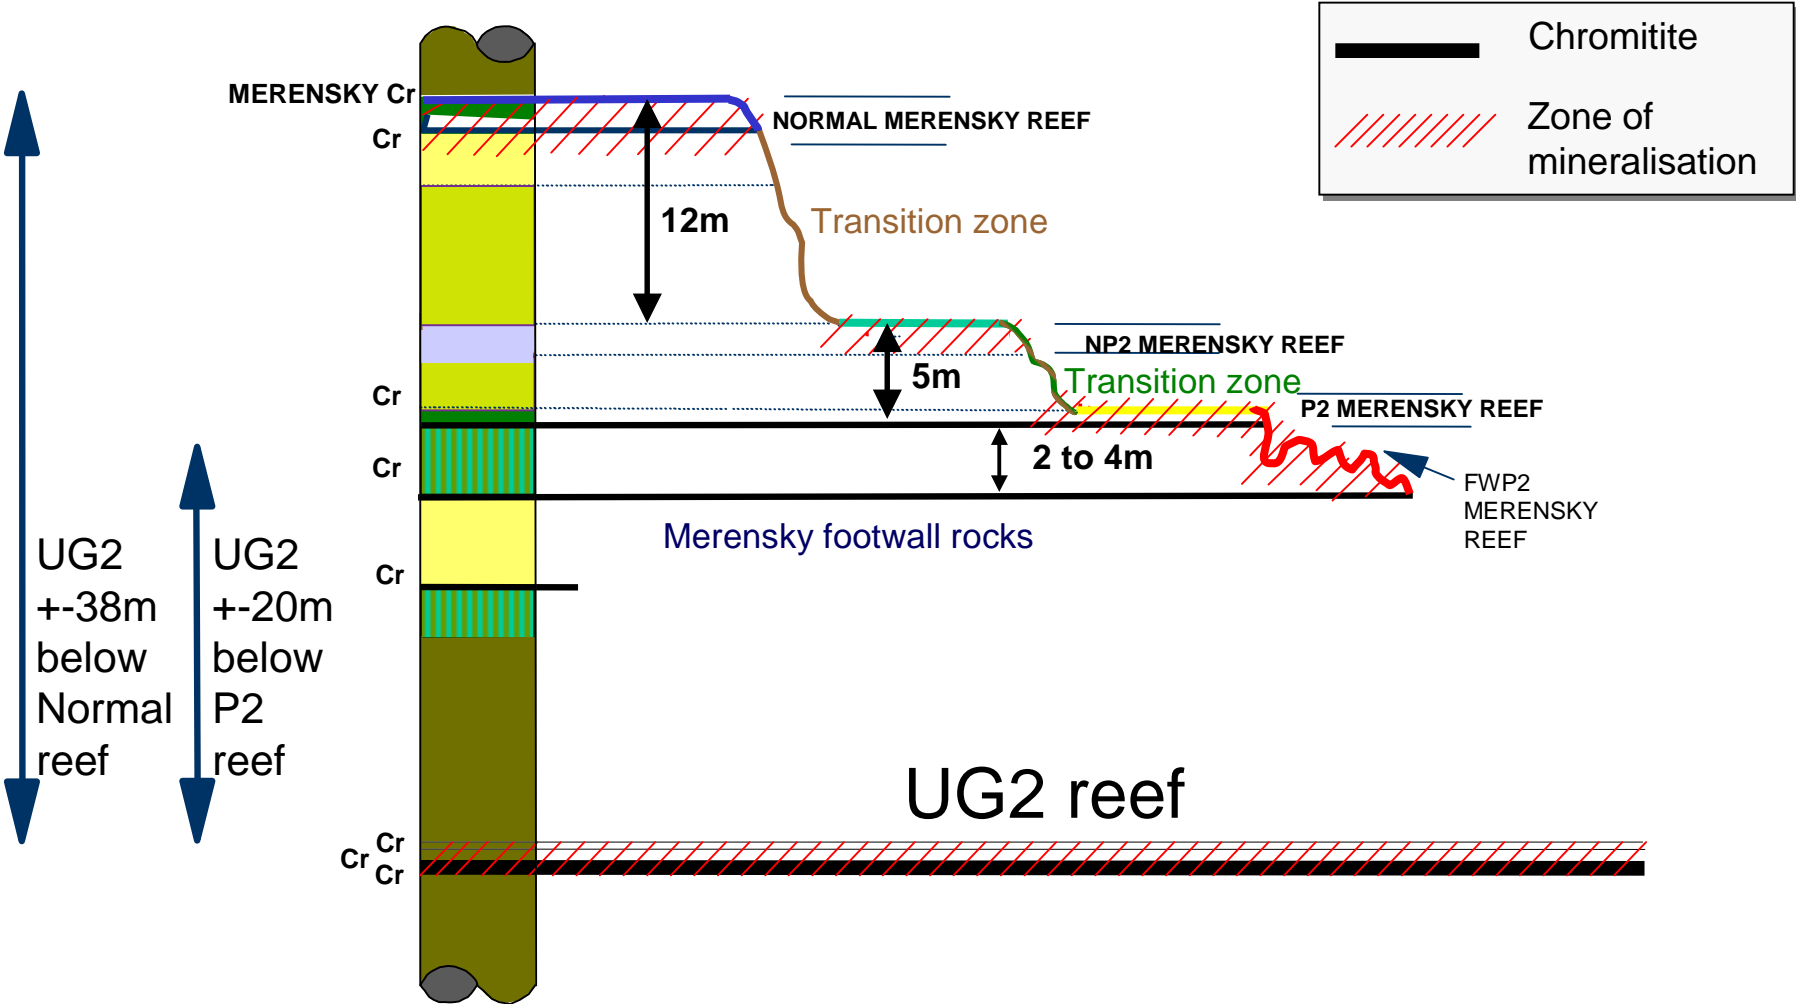 Chromitite
Zone of
mineralisation
MERENSKY Cr
NORMAL MERENSKY REEF
Cr
12m
Transition zone
NP2 MERENSKY REEF
5m
Transition zone
Cr
P2 MERENSKY REEF
2 to 4m
Cr
FWP2
MERENSKY
REEF
Merensky footwall rocks
Cr
UG2
+-38m
below
Normal
reef
UG2
+-20m
below
P2
reef
UG2 reef
Cr
Cr
Cr